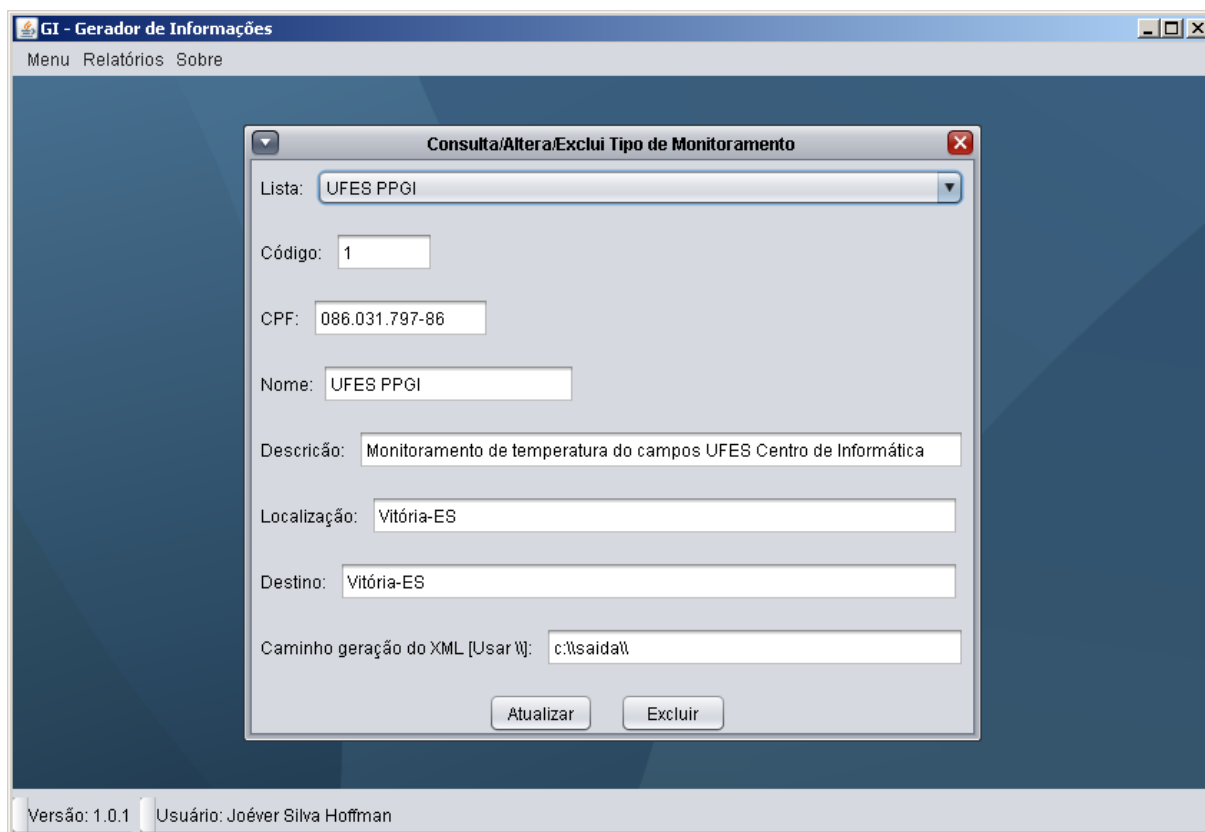 GI - Gerador de Informações
Menu Relatórios Sobre
Consulta/Altera/Exclui Tipo de Monitoramento
Lista: UFES PPGI
Código: 1
CPF: 086.031.797-86
Nome: UFES PPGI
Descricão: Monitoramento de temperatura do campos UFES Centro de Informática
Localização: Vitória-ES
Destino: Vitória-ES
Caminho geração do XML [Usar \\]: c:\\saida\\
Atualizar Excluir
Versão: 1.0.1 Usuário: Joéver Silva Hoffman